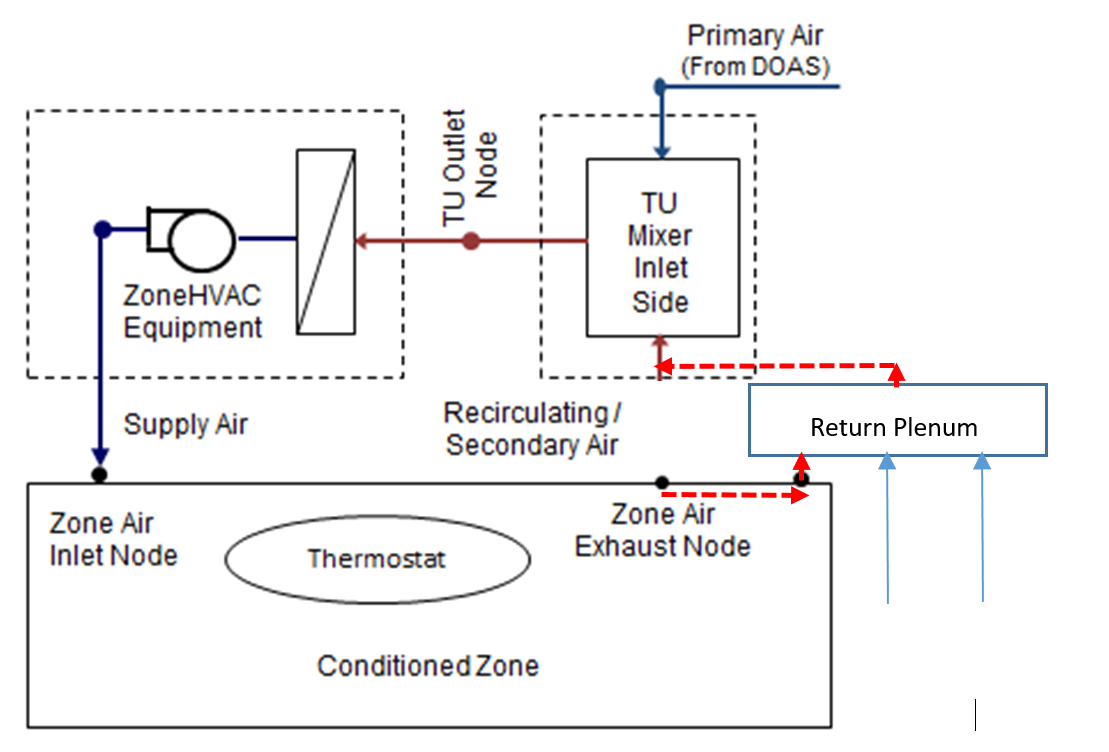 Primary Air
(From DOAS)
TU Outlet
Node
TU
Mixer
Inlet
Side
ZoneHVAC
Equipment
Supply Air
Recirculating /
Secondary Air
Return Plenum
Zone Air
Inlet Node
Thermostat
Zone Air
Exhaust Node
Conditioned Zone